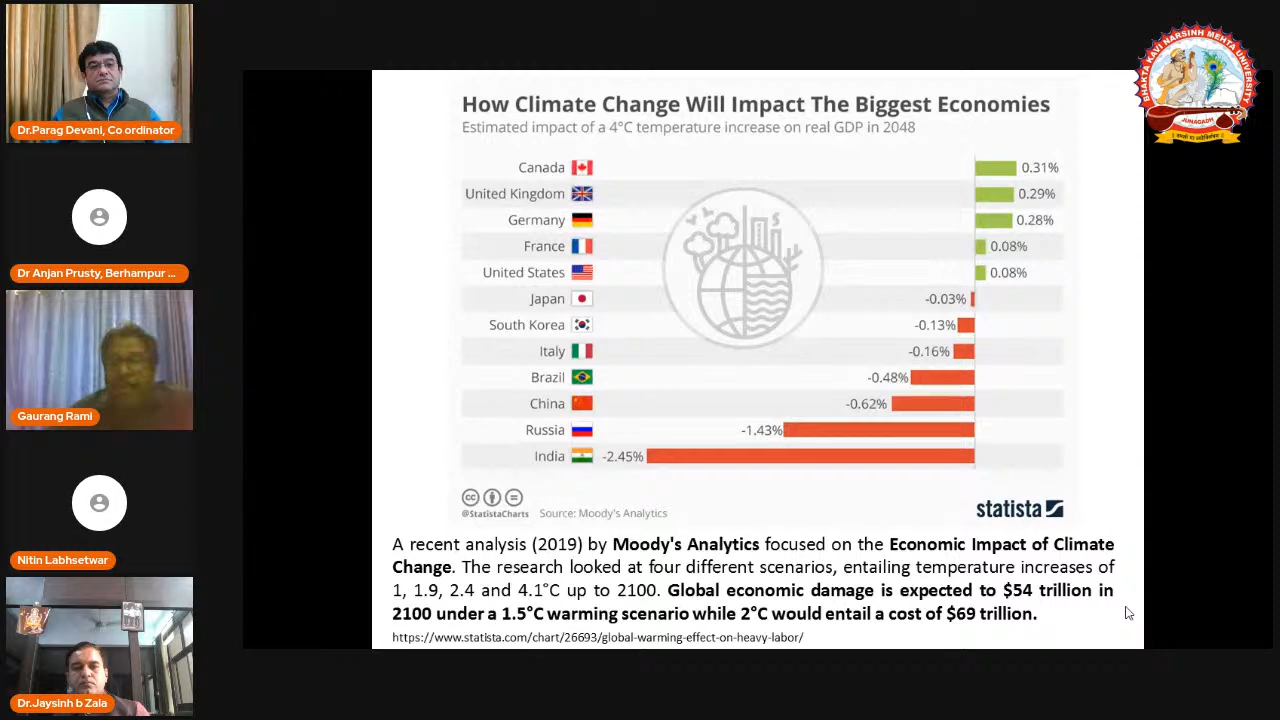 Dr.Parag Devani, Co ordinator
Dr Anjan Prusty, Berhampur ...
Gaurang Rami
Nitin Labhsetwar
Dr.Jaysinh b Zala
BHAKTA KAVI NARSINH MEHTA UNIVERSITY
JUNAGADH
How Climate Change Will Impact The Biggest Economies
Estimated impact of a 4°C temperature increase on real GDP in 2048
Canada 0.31%
United Kingdom 0.29%
Germany 0.28%
France 0.08%
United States 0.08%
Japan -0.03%
South Korea -0.13%
Italy -0.16%
Brazil -0.48%
China -0.62%
Russia -1.43%
India -2.45%
cc
@StatistaCharts Source: Moody's Analytics
statista
A recent analysis (2019) by Moody's Analytics focused on the Economic Impact of Climate
Change. The research looked at four different scenarios, entailing temperature increases of
1, 1.9, 2.4 and 4.1°C up to 2100. Global economic damage is expected to $54 trillion in
2100 under a 1.5°C warming scenario while 2°C would entail a cost of $69 trillion.
https://www.statista.com/chart/26693/global-warming-effect-on-heavy-labor/